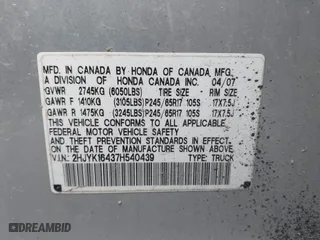 MFD. IN CANADA BY HONDA OF CANADA, MFG.,
A DIVISION OF HONDA CANADA INC. 04/07
GVWR 2745KG (6050LBS) TIRE SIZE - RIM SIZE
GAWR F 1410KG (3105LBS) P245/65R17 105S 17X7.5J
GAWR R 1475KG (3245LBS) P245/65R17 105S 17X7.5J
THIS VEHICLE CONFORMS TO ALL APPLICABLE
FEDERAL MOTOR VEHICLE SAFETY STANDARDS
IN EFFECT ON THE DATE OF
MANUFACTURE SHOWN ABOVE.
V.I.N.: 2HJYK16437H540439 TYPE: TRUCK
DREAMBID